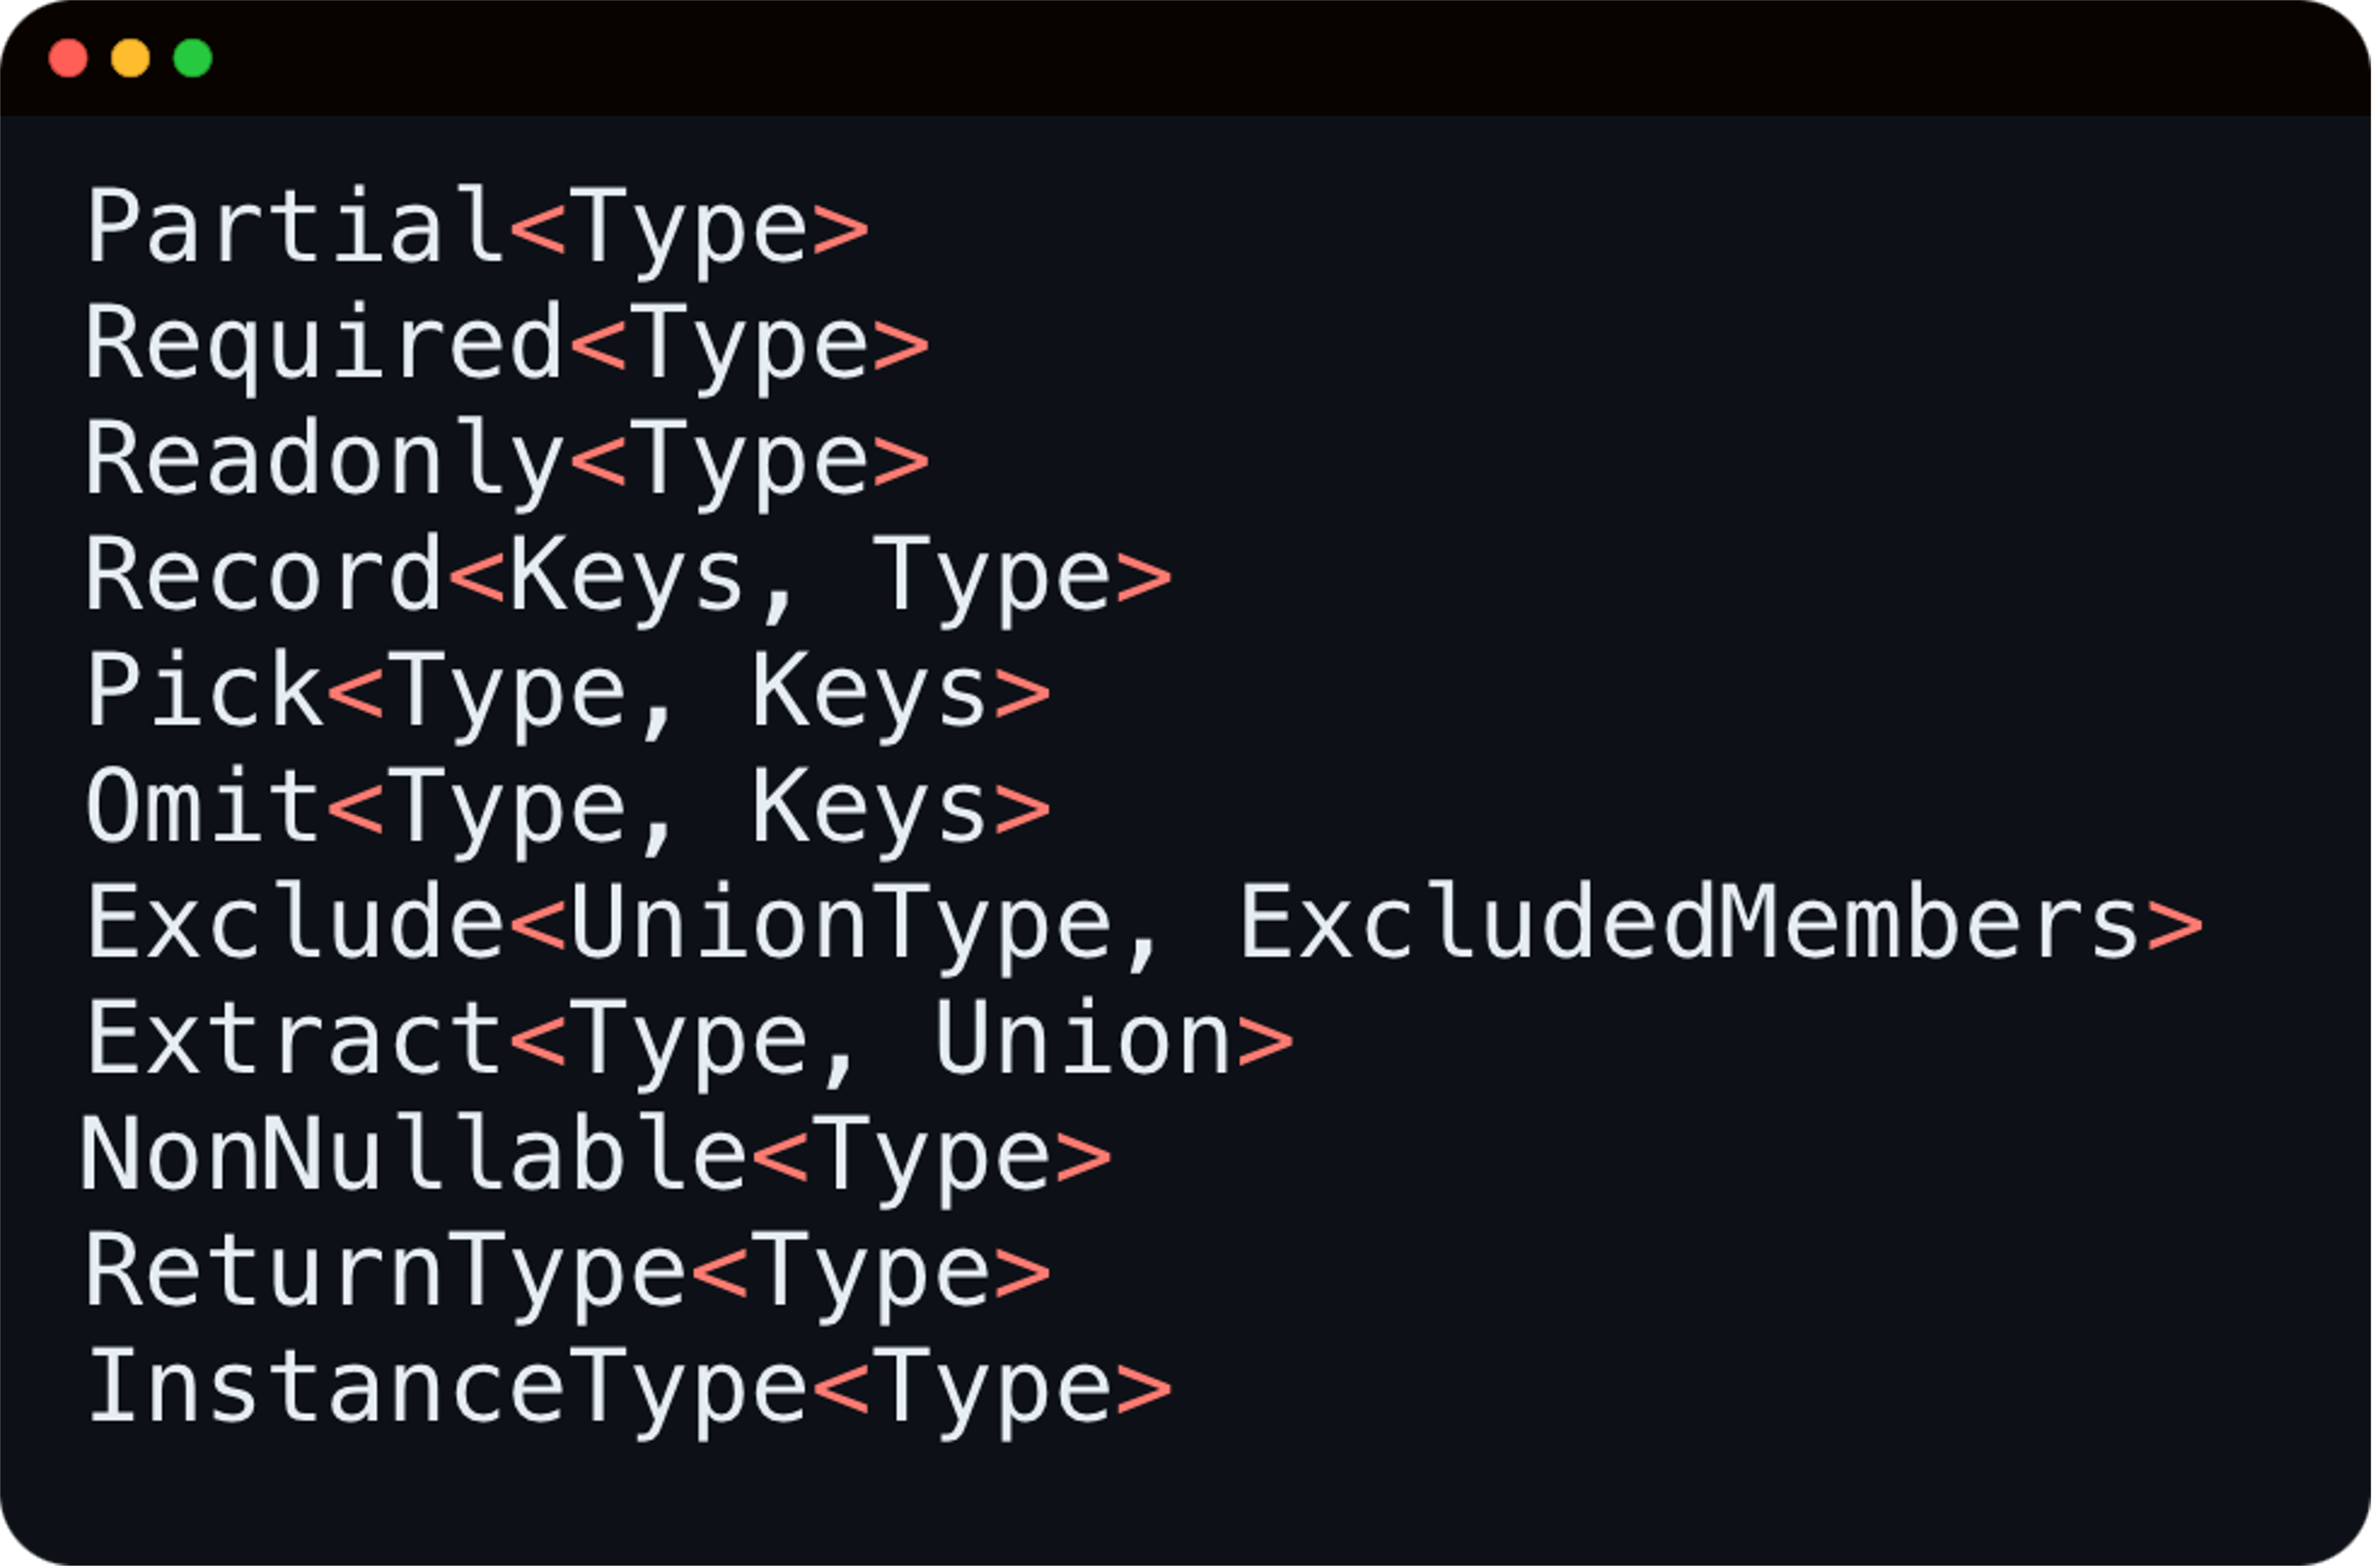 Partial<Type>
Required<Type>
Readonly<Type>
Record<Keys, Type>
Pick<Type, Keys>
Omit<Type, Keys>
Exclude<UnionType, ExcludedMembers>
Extract<Type, Union>
NonNullable<Type>
ReturnType<Type>
InstanceType<Type>